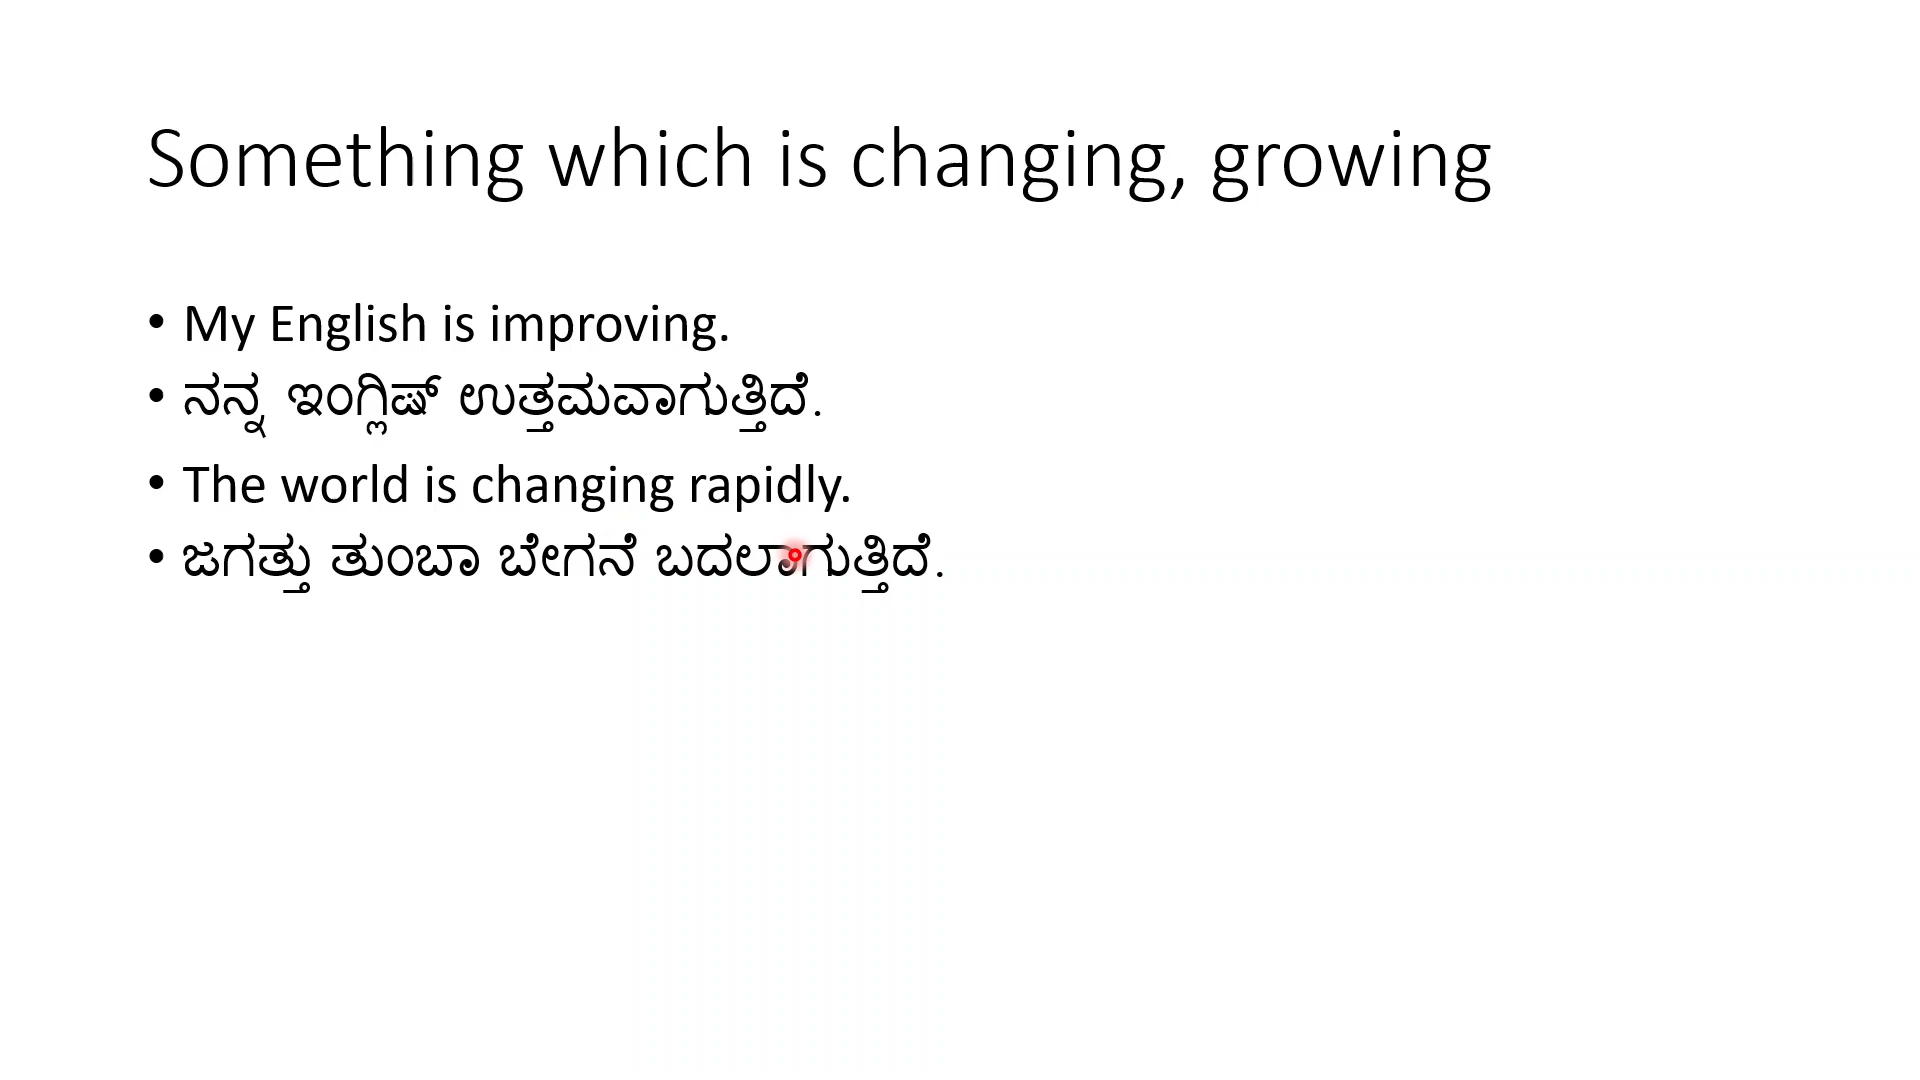 Something which is changing, growing
• My English is improving.
• ನನ್ನ ಇಂಗ್ಲಿಷ್ ಉತ್ತಮವಾಗುತ್ತಿದೆ.
• The world is changing rapidly.
• ಜಗತ್ತು ತುಂಬಾ ಬೇಗನೆ ಬದಲಾಗುತ್ತಿದೆ.